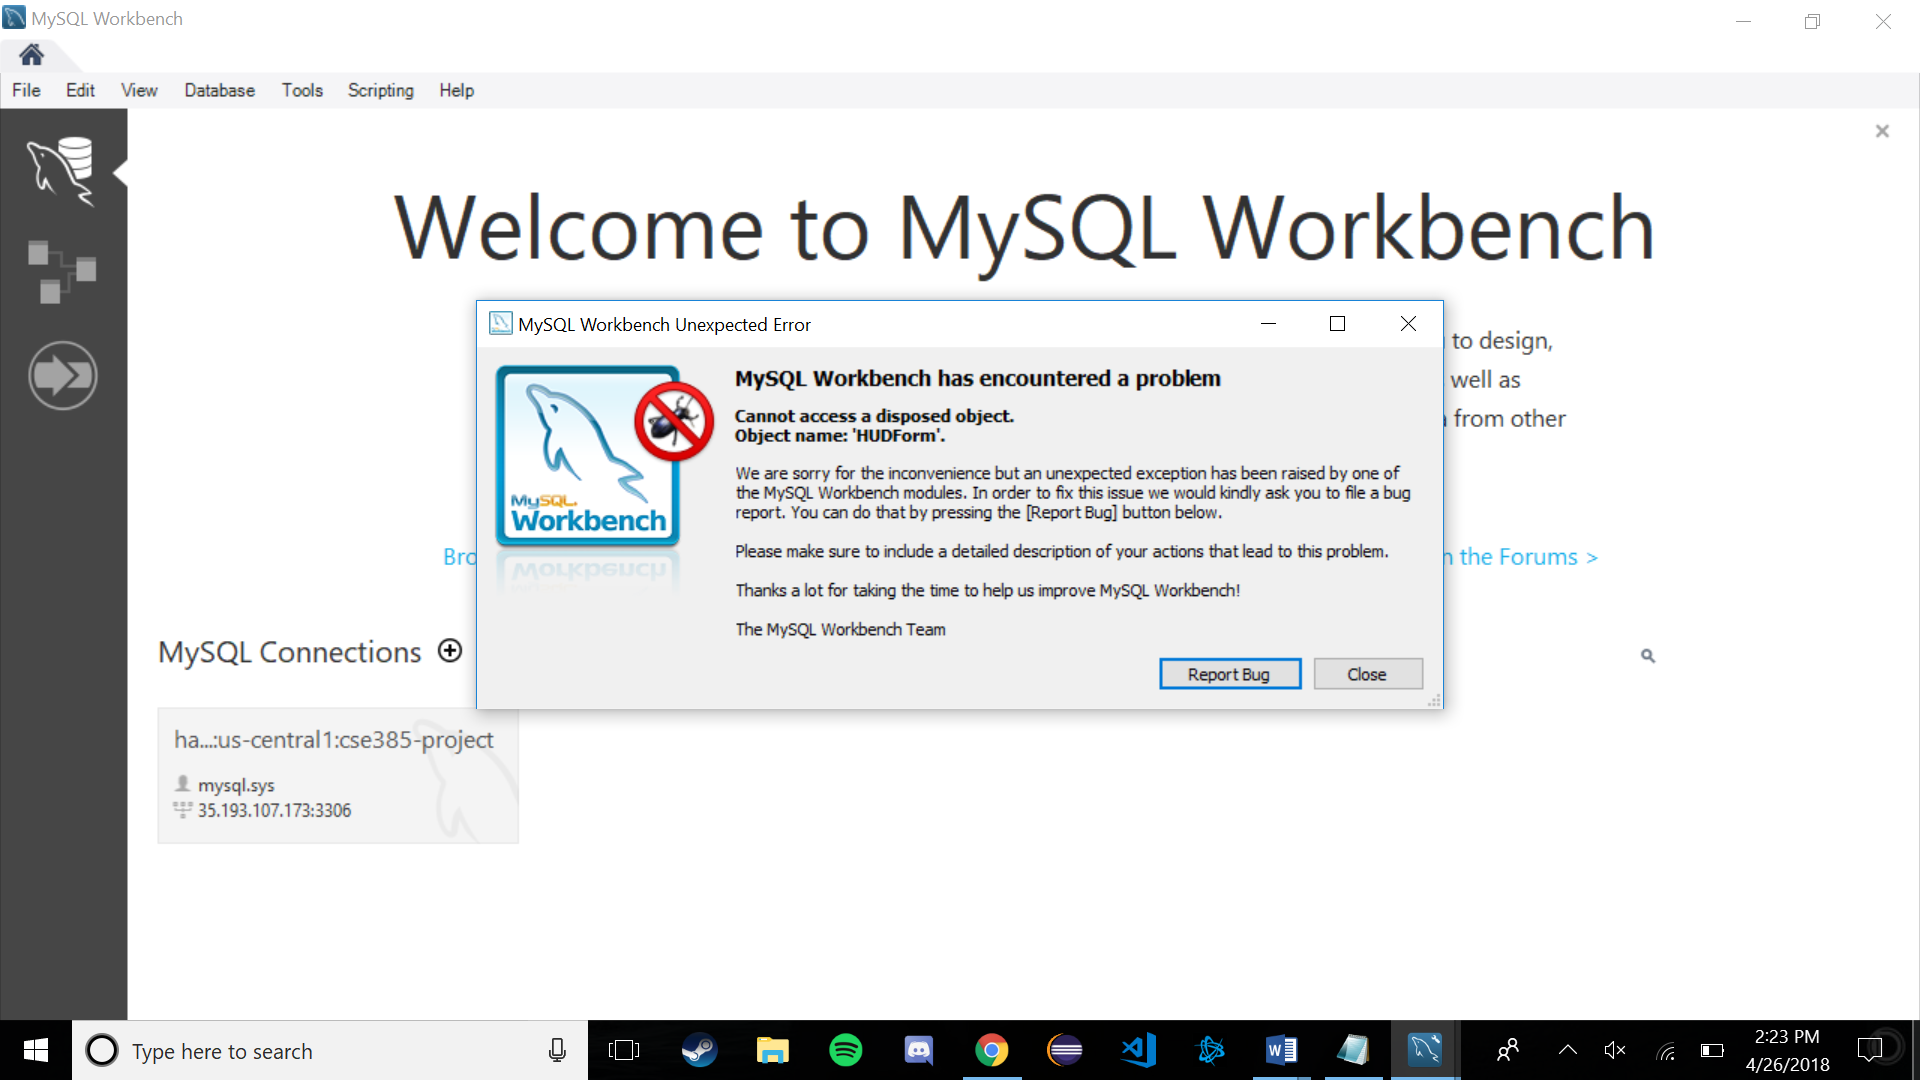 MySQL Workbench
File Edit View Database Tools Scripting Help
Welcome to MySQL Workbench
to design,
well as
from other
Bro
n the Forums >
MySQL Workbench Unexpected Error
MySQL Workbench
MySQL Workbench has encountered a problem
Cannot access a disposed object.
Object name: 'HUDForm'.
We are sorry for the inconvenience but an unexpected exception has been raised by one of
the MySQL Workbench modules. In order to fix this issue we would kindly ask you to file a bug
report. You can do that by pressing the [Report Bug] button below.
Please make sure to include a detailed description of your actions that lead to this problem.
Thanks a lot for taking the time to help us improve MySQL Workbench!
The MySQL Workbench Team
Report Bug Close
MySQL Connections
ha...:us-central1:cse385-project
mysql.sys
35.193.107.173:3306
Type here to search
2:23 PM
4/26/2018